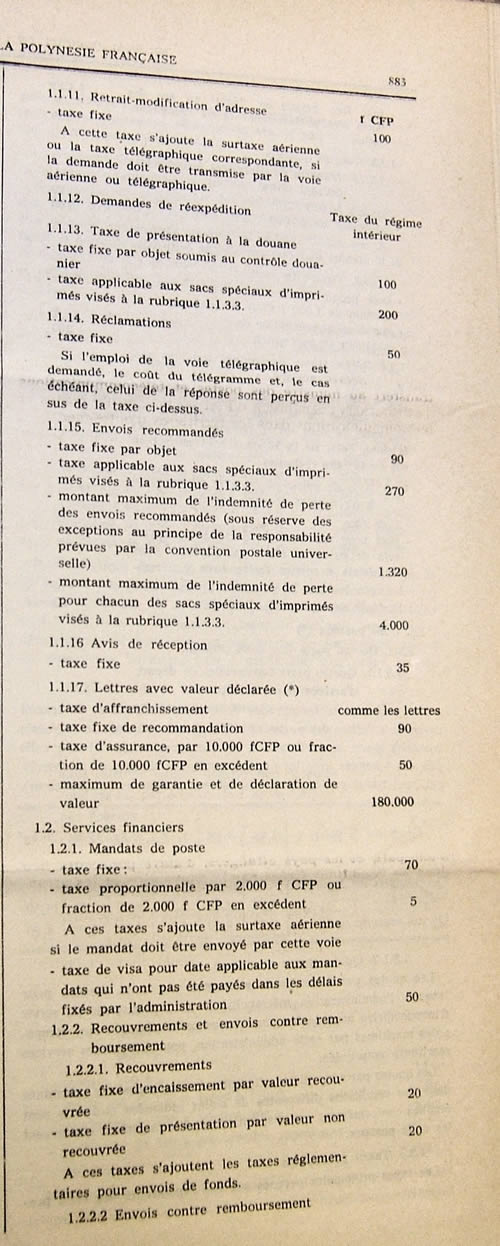 LA POLYNESIE FRANÇAISE
883
1.1.11. Retrait-modification d'adresse
f CFP
- taxe fixe 100
A cette taxe s'ajoute la surtaxe aérienne
ou la taxe télégraphique correspondante, si
la demande doit être transmise par la voie
aérienne ou télégraphique.
1.1.12. Demandes de réexpédition
Taxe du régime
intérieur
1.1.13. Taxe de présentation à la douane
- taxe fixe par objet soumis au contrôle doua-
nier 100
- taxe applicable aux sacs spéciaux d'impri-
més visés à la rubrique 1.1.3.3. 200
1.1.14. Réclamations
- taxe fixe 50
Si l'emploi de la voie télégraphique est
demandé, le coût du télégramme et, le cas
échéant, celui de la réponse sont perçus en
sus de la taxe ci-dessus.
1.1.15. Envois recommandés
- taxe fixe par objet 90
- taxe applicable aux sacs spéciaux d'impri-
més visés à la rubrique 1.1.3.3. 270
- montant maximum de l'indemnité de perte
des envois recommandés (sous réserve des
exceptions au principe de la responsabilité
prévues par la convention postale univer-
selle) 1.320
- montant maximum de l'indemnité de perte
pour chacun des sacs spéciaux d'imprimés
visés à la rubrique 1.1.3.3. 4.000
1.1.16 Avis de réception
- taxe fixe 35
1.1.17. Lettres avec valeur déclarée (*)
- taxe d'affranchissement comme les lettres
- taxe fixe de recommandation 90
- taxe d'assurance, par 10.000 fCFP ou frac-
tion de 10.000 fCFP en excédent 50
- maximum de garantie et de déclaration de
valeur 180.000
1.2. Services financiers
1.2.1. Mandats de poste
- taxe fixe : 70
- taxe proportionnelle par 2.000 f CFP ou
fraction de 2.000 f CFP en excédent 5
A ces taxes s'ajoute la surtaxe aérienne
si le mandat doit être envoyé par cette voie
- taxe de visa pour date applicable aux man-
dats qui n'ont pas été payés dans les délais
fixés par l'administration 50
1.2.2. Recouvrements et envois contre rem-
boursement
1.2.2.1. Recouvrements
- taxe fixe d'encaissement par valeur recou-
vrée 20
- taxe fixe de présentation par valeur non
recouvrée 20
A ces taxes s'ajoutent les taxes réglemen-
taires pour envois de fonds.
1.2.2.2 Envois contre remboursement